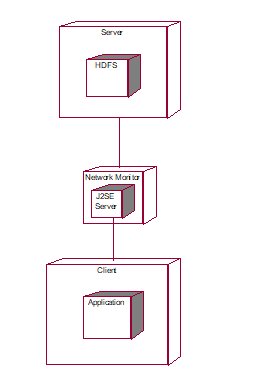 Server
HDFS
Network Monitor
J2SE
Server
Client
Application